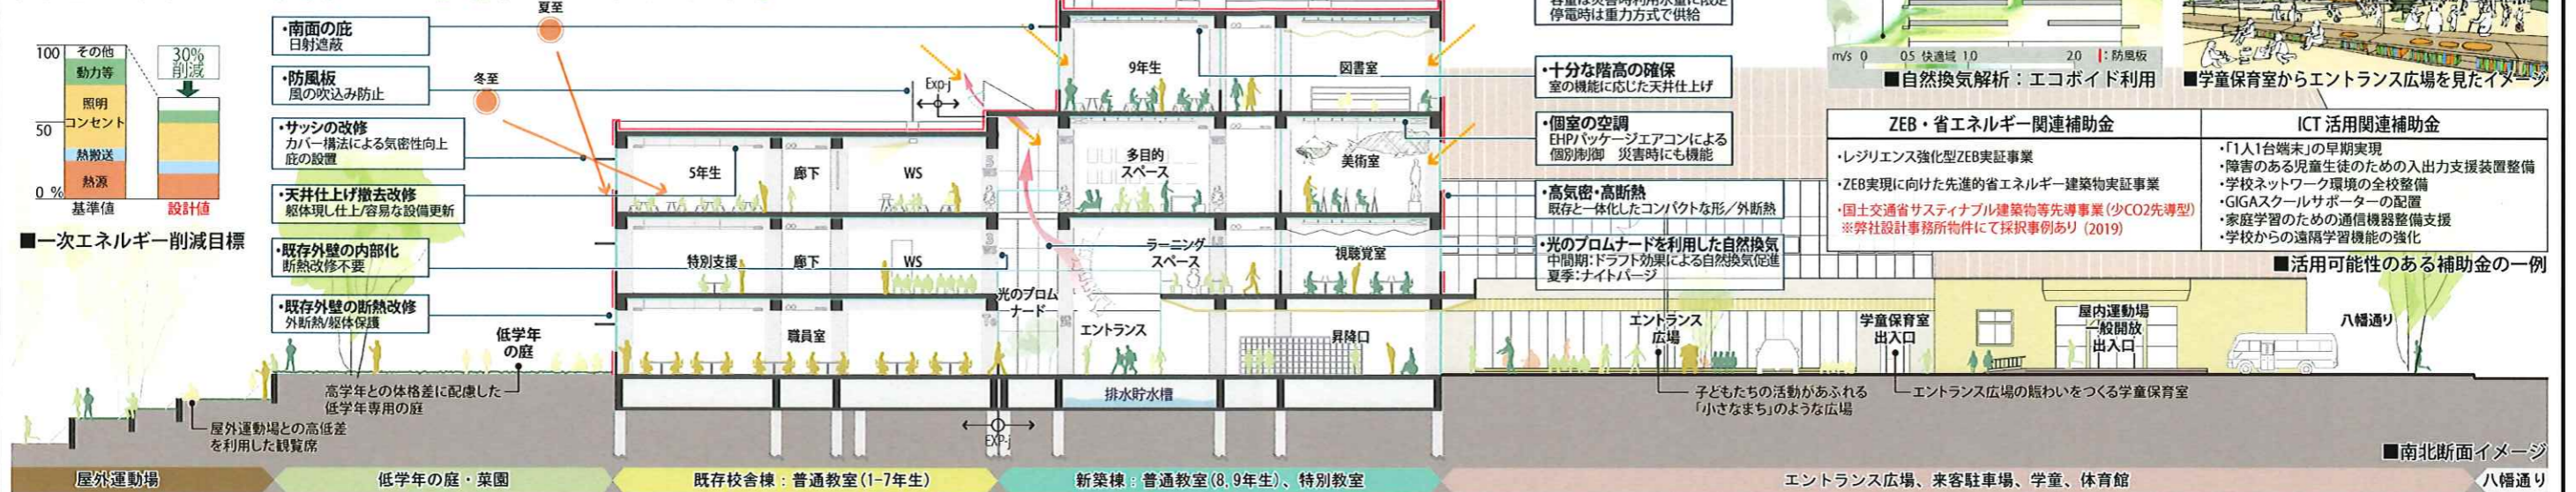 夏至
冬至
・南面の庇
日射遮蔽
・防風板
風の吹込み防止
・サッシの改修
カバー構法による気密性向上
庇の設置
・天井仕上げ撤去改修
躯体現し仕上/容易な設備更新
・既存外壁の内部化
断熱改修不要
・既存外壁の断熱改修
外断熱/躯体保護
100
50
0 %
その他
動力等
照明
コンセント
熱搬送
熱源
30%
削減
基準値
設計値
■一次エネルギー削減目標
Exp-j
9年生
図書室
5年生
廊下
WS
多目的
スペース
美術室
特別支援
廊下
WS
ラーニング
スペース
視聴覚室
光のプロム
ナード
職員室
エントランス
昇降口
排水貯水槽
EXP-j
低学年
の庭
高学年との体格差に配慮した
低学年専用の庭
屋外運動場との高低差
を利用した観覧席
停電時は重力方式で供給
・十分な階高の確保
室の機能に応じた天井仕上げ
・個室の空調
EHPパッケージエアコンによる
個別制御 災害時にも機能
・高気密・高断熱
既存と一体化したコンパクトな形／外断熱
・光のプロムナードを利用した自然換気
中間期：ドラフト効果による自然換気促進
夏季：ナイトパージ
m/s 0 0.5 快適域 1.0 2.0 ：防風板
■自然換気解析：エコボイド利用
■学童保育室からエントランス広場を見たイメージ
ZEB・省エネルギー関連補助金
・レジリエンス強化型ZEB実証事業
・ZEB実現に向けた先進的省エネルギー建築物実証事業
・国土交通省サスティナブル建築物等先導事業(少CO2先導型)
※弊社設計事務所物件にて採択事例あり (2019)
ICT 活用関連補助金
・「1人1台端末」の早期実現
・障害のある児童生徒のための入出力支援装置整備
・学校ネットワーク環境の全校整備
・GIGAスクールサポーターの配置
・家庭学習のための通信機器整備支援
・学校からの遠隔学習機能の強化
■活用可能性のある補助金の一例
エントランス
広場
学童保育室
出入口
屋内運動場
一般開放
出入口
八幡通り
子どもたちの活動があふれる
「小さなまち」のような広場
エントランス広場の賑わいをつくる学童保育室
■南北断面イメージ
屋外運動場
低学年の庭・菜園
既存校舎棟：普通教室(1-7年生)
新築棟：普通教室(8,9年生)、特別教室
エントランス広場、来客駐車場、学童、体育館
八幡通り